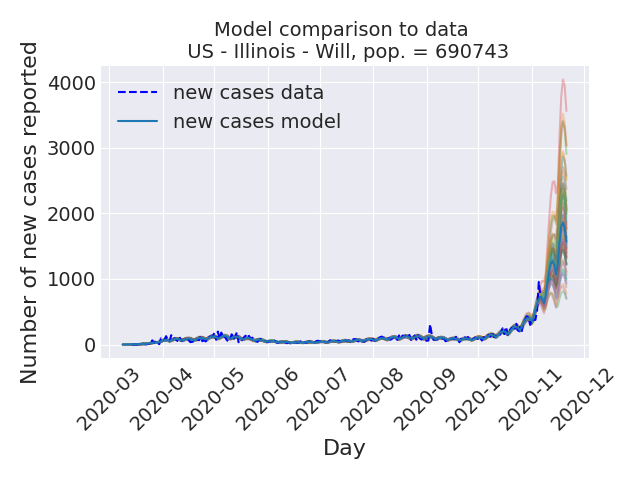 Model comparison to data
US - Illinois - Will, pop. = 690743
Number of new cases reported
4000
3000
2000
1000
0
new cases data
new cases model
2020-03
2020-04
2020-05
2020-06
2020-07
2020-08
2020-09
2020-10
2020-11
2020-12
Day